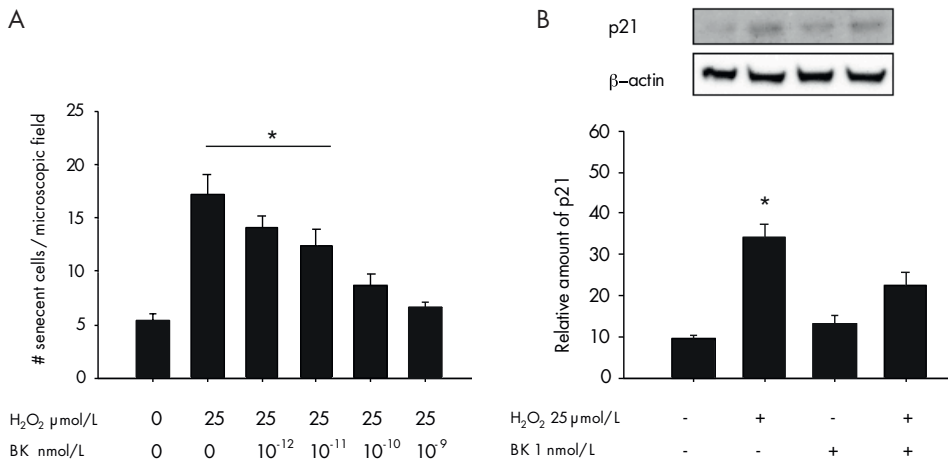 A
# senecent cells / microscopic field
25
20
15
10
5
0
*
H₂O₂ µmol/L 0 25 25 25 25 25
BK nmol/L 0 0 10⁻¹² 10⁻¹¹ 10⁻¹⁰ 10⁻⁹
B
p21
β–actin
Relative amount of p21
60
50
40
30
20
10
0
*
H₂O₂ 25 µmol/L - + - +
BK 1 nmol/L - - + +